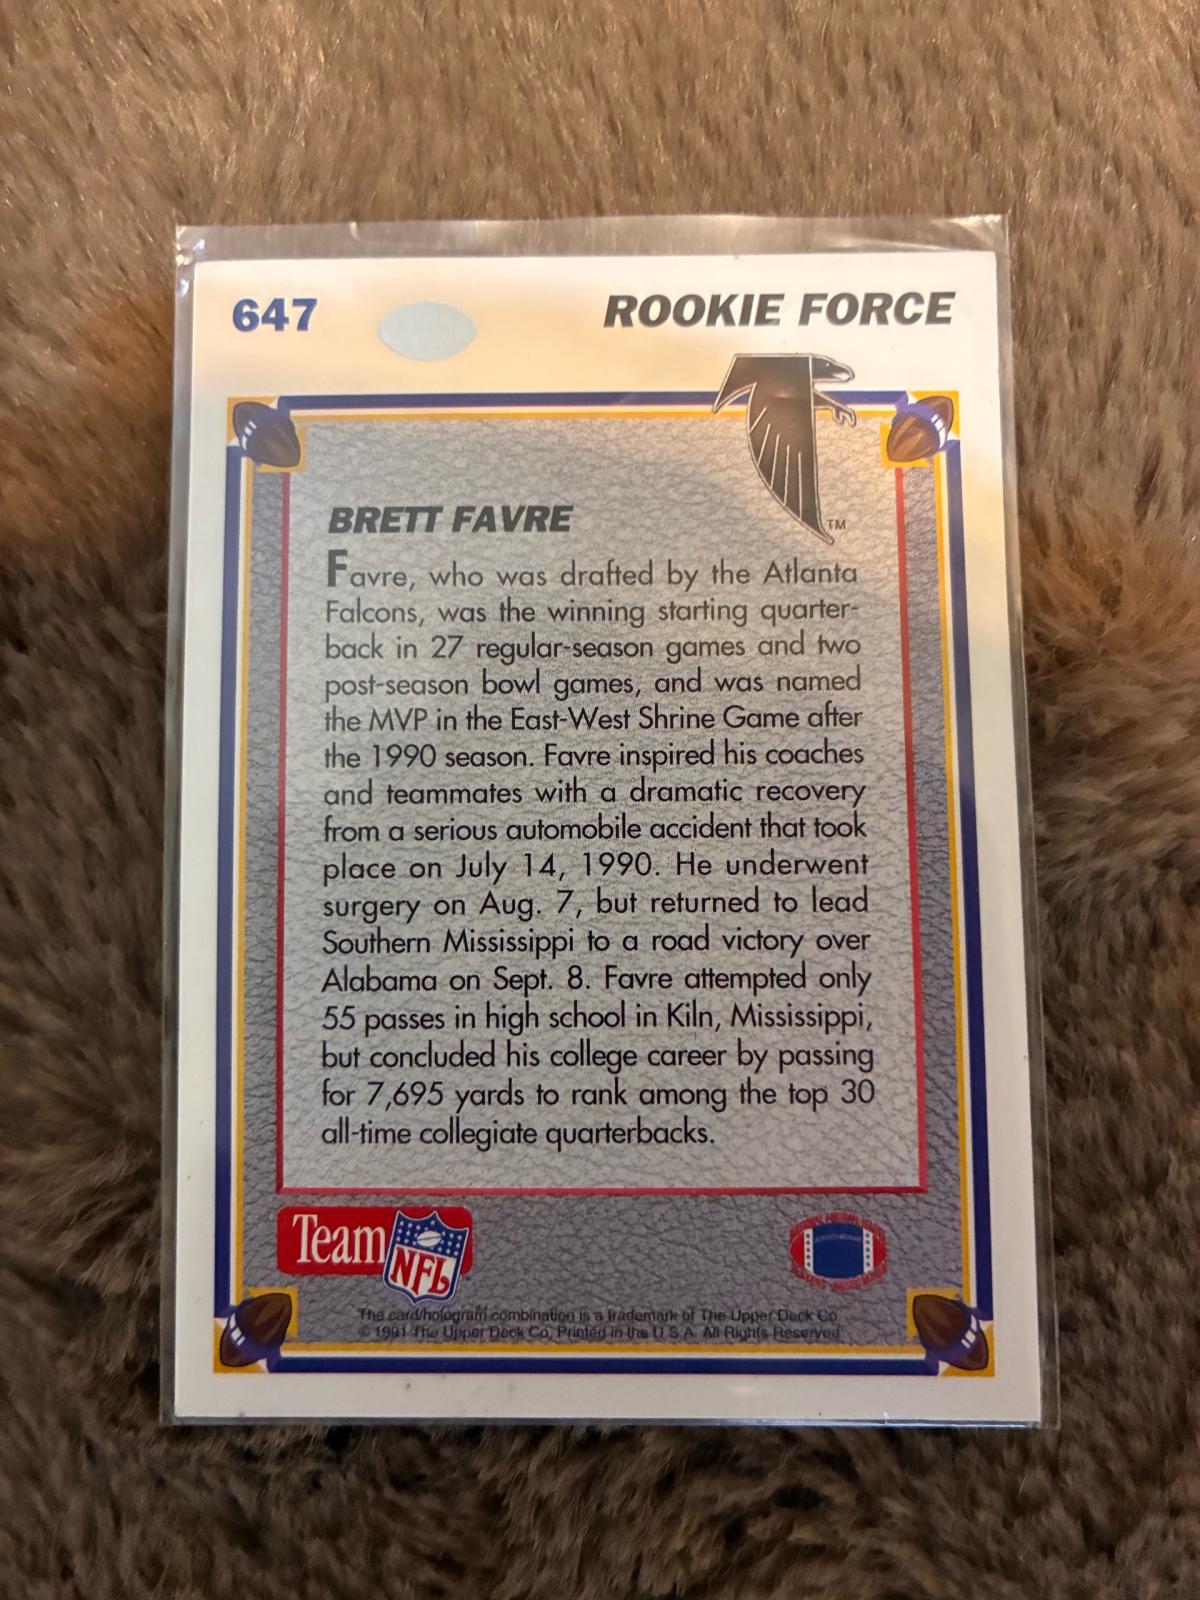 647
ROOKIE FORCE
TM
BRETT FAVRE
Favre, who was drafted by the Atlanta
Falcons, was the winning starting quarter-
back in 27 regular-season games and two
post-season bowl games, and was named
the MVP in the East-West Shrine Game after
the 1990 season. Favre inspired his coaches
and teammates with a dramatic recovery
from a serious automobile accident that took
place on July 14, 1990. He underwent
surgery on Aug. 7, but returned to lead
Southern Mississippi to a road victory over
Alabama on Sept. 8. Favre attempted only
55 passes in high school in Kiln, Mississippi,
but concluded his college career by passing
for 7,695 yards to rank among the top 30
all-time collegiate quarterbacks.
Team NFL
The card/hologram combination is a trademark of The Upper Deck Co.
© 1991 The Upper Deck Co. Printed in the U.S.A. All Rights Reserved.